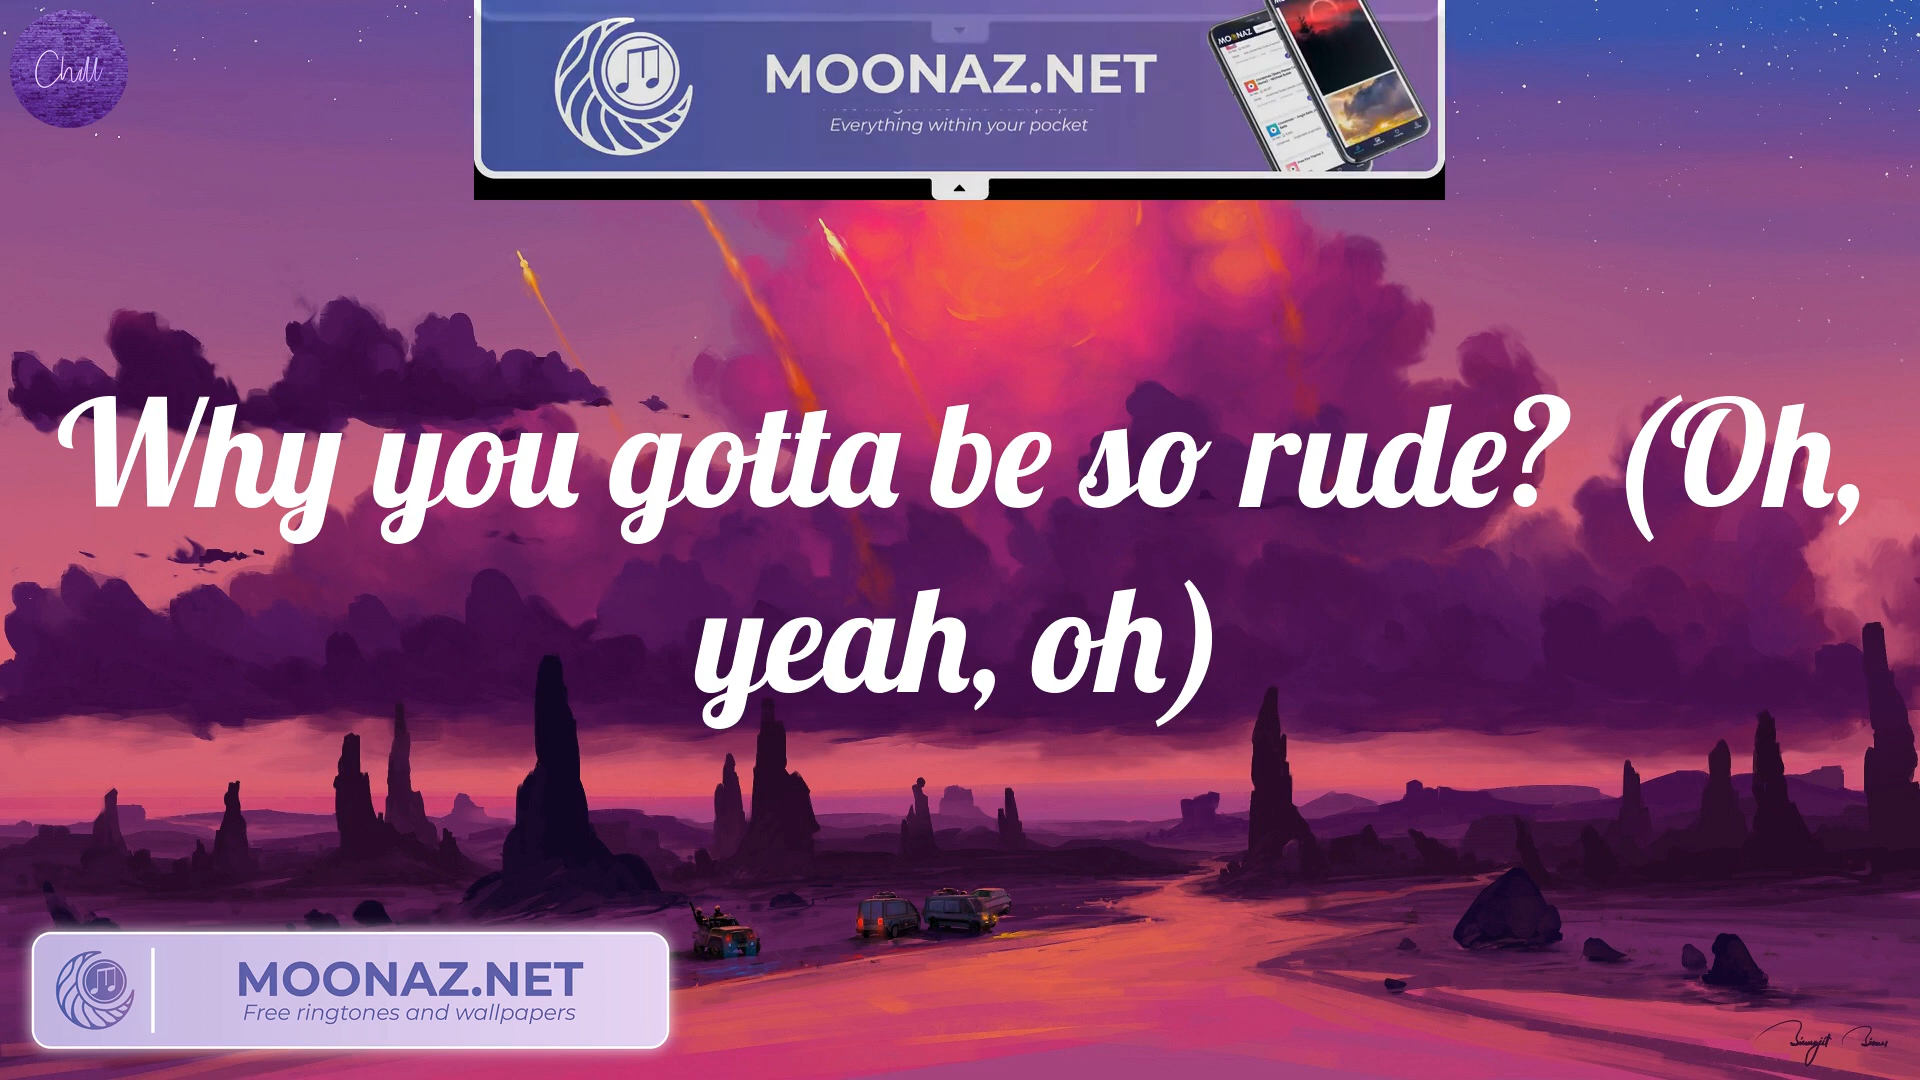 Chill
MOONAZ.NET
Everything within your pocket
MOONAZ
Why you gotta be so rude? (Oh,
yeah, oh)
MOONAZ.NET
Free ringtones and wallpapers